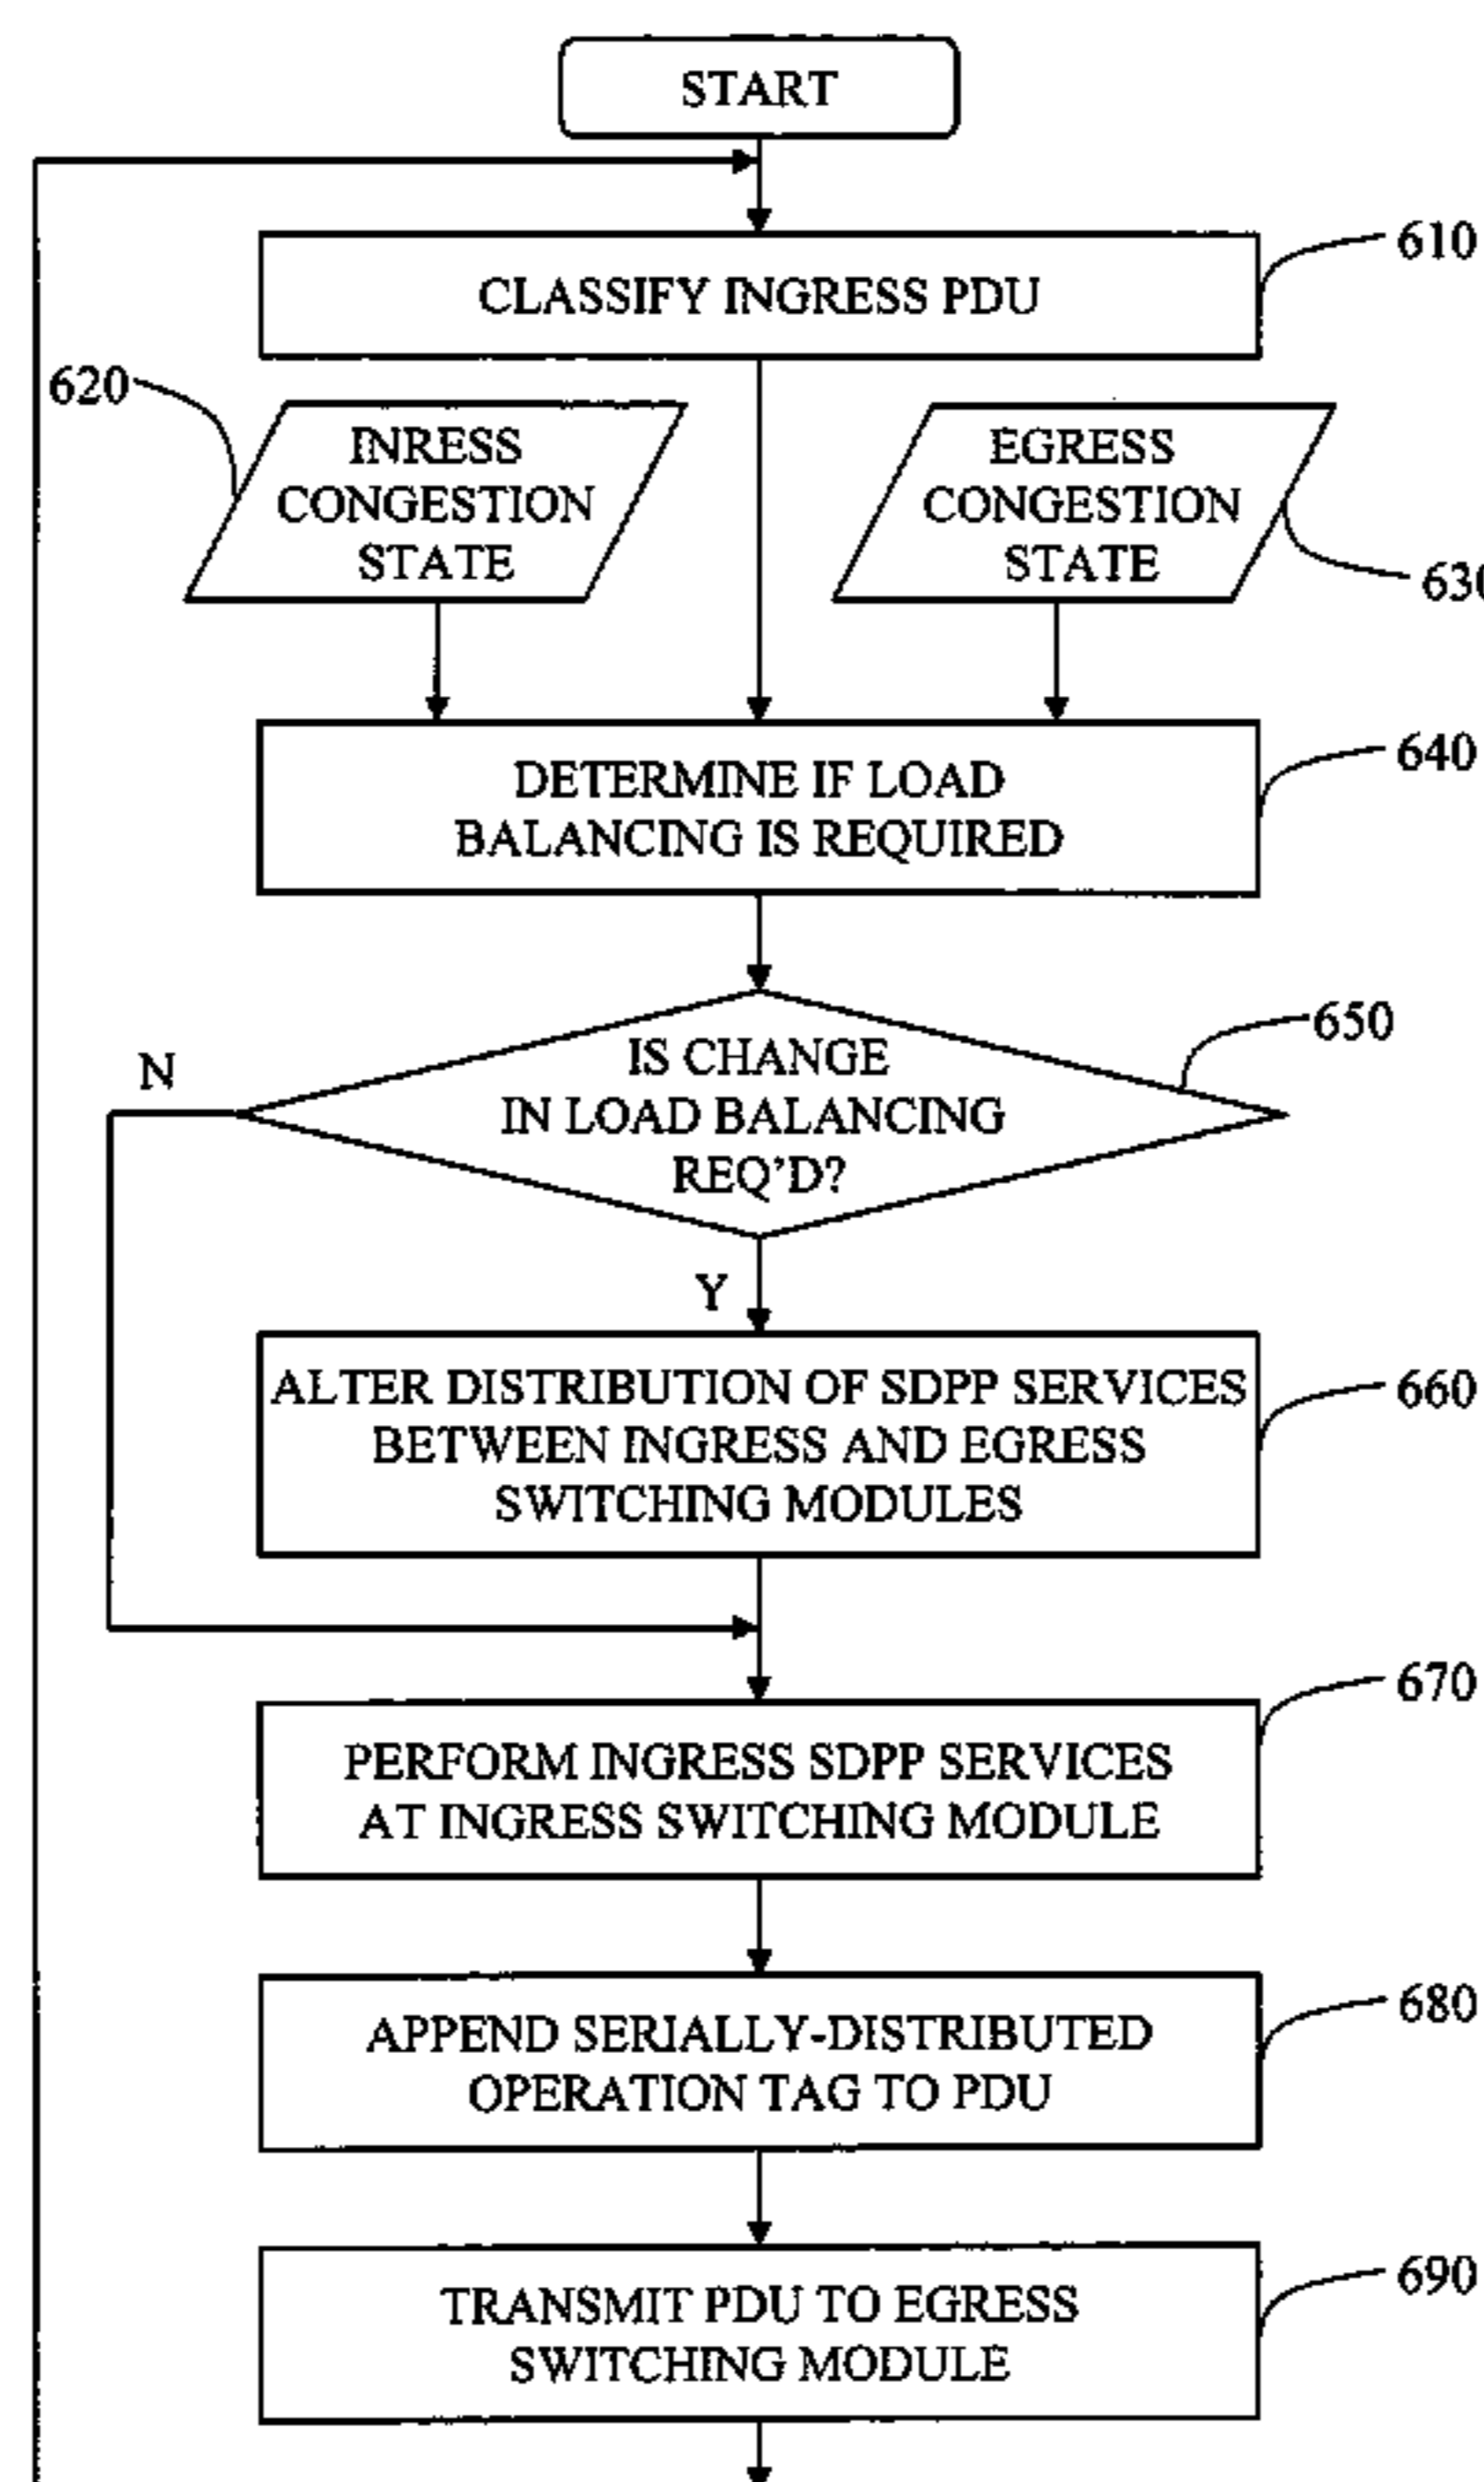 START
CLASSIFY INGRESS PDU
610
620
INRESS
CONGESTION
STATE
EGRESS
CONGESTION
STATE
630
DETERMINE IF LOAD
BALANCING IS REQUIRED
640
IS CHANGE
IN LOAD BALANCING
REQ'D?
650
N
Y
ALTER DISTRIBUTION OF SDPP SERVICES
BETWEEN INGRESS AND EGRESS
SWITCHING MODULES
660
PERFORM INGRESS SDPP SERVICES
AT INGRESS SWITCHING MODULE
670
APPEND SERIALLY-DISTRIBUTED
OPERATION TAG TO PDU
680
TRANSMIT PDU TO EGRESS
SWITCHING MODULE
690